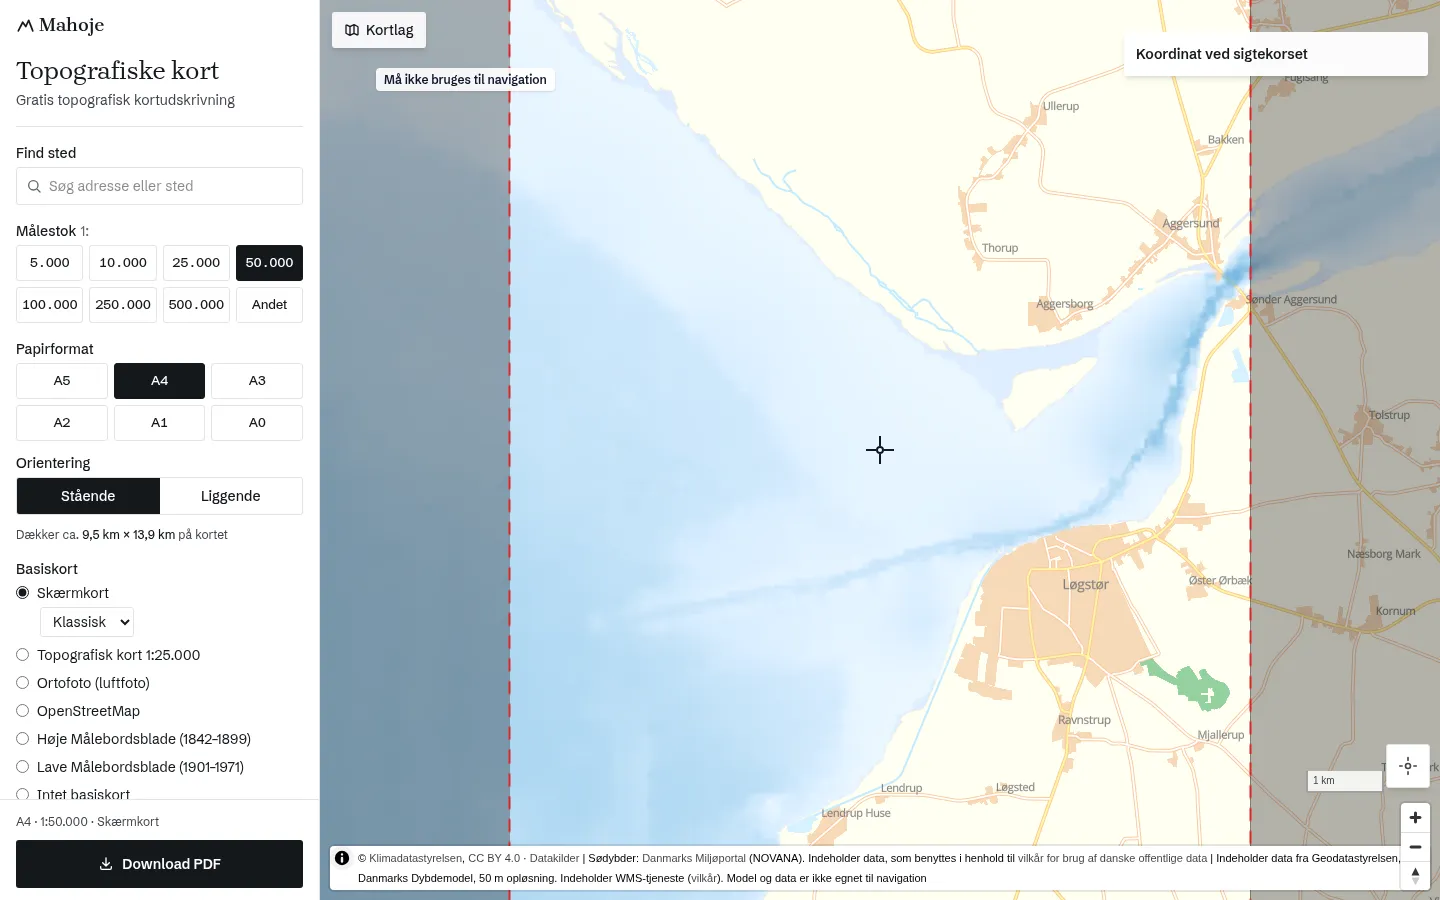 Mahoje
Topografiske kort
Gratis topografisk kortudskrivning
Find sted
Søg adresse eller sted
Målestok 1:
5.000 10.000 25.000 50.000
100.000 250.000 500.000 Andet
Papirformat
A5 A4 A3
A2 A1 A0
Orientering
Stående Liggende
Dækker ca. 9,5 km × 13,9 km på kortet
Basiskort
Skærmkort
Klassisk
Topografisk kort 1:25.000
Ortofoto (luftfoto)
OpenStreetMap
Høje Målebordsblade (1842–1899)
Lave Målebordsblade (1901–1971)
Intet basiskort
A4 · 1:50.000 · Skærmkort
Download PDF
Kortlag
Må ikke bruges til navigation
Koordinat ved sigtekorset
Fuglsang
Ullerup
Bakken
Aggersund
Thorup
Aggersborg
Sønder Aggersund
Tolstrup
Næsborg Mark
Løgstør
Øster Ørbæk
Kornum
Ravnstrup
Mjallerup
Lendrup
Løgsted
Lendrup Huse
1 km
© Klimadatastyrelsen, CC BY 4.0 · Datakilder | Sødybder: Danmarks Miljøportal (NOVANA). Indeholder data, som benyttes i henhold til vilkår for brug af danske offentlige data | Indeholder data fra Geodatastyrelsen,
Danmarks Dybdemodel, 50 m opløsning. Indeholder WMS-tjeneste (vilkår). Model og data er ikke egnet til navigation